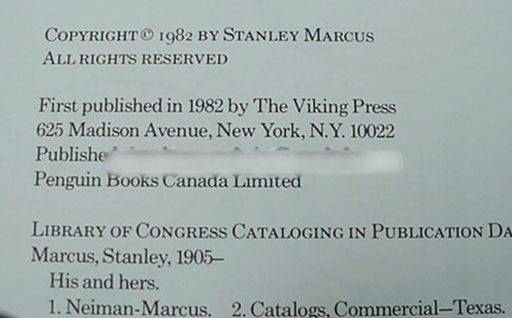 COPYRIGHT © 1982 BY STANLEY MARCUS
ALL RIGHTS RESERVED
First published in 1982 by The Viking Press
625 Madison Avenue, New York, N.Y. 10022
Publishe
Penguin Books Canada Limited
LIBRARY OF CONGRESS CATALOGING IN PUBLICATION DA
Marcus, Stanley, 1905–
His and hers.
1. Neiman-Marcus. 2. Catalogs, Commercial—Texas.